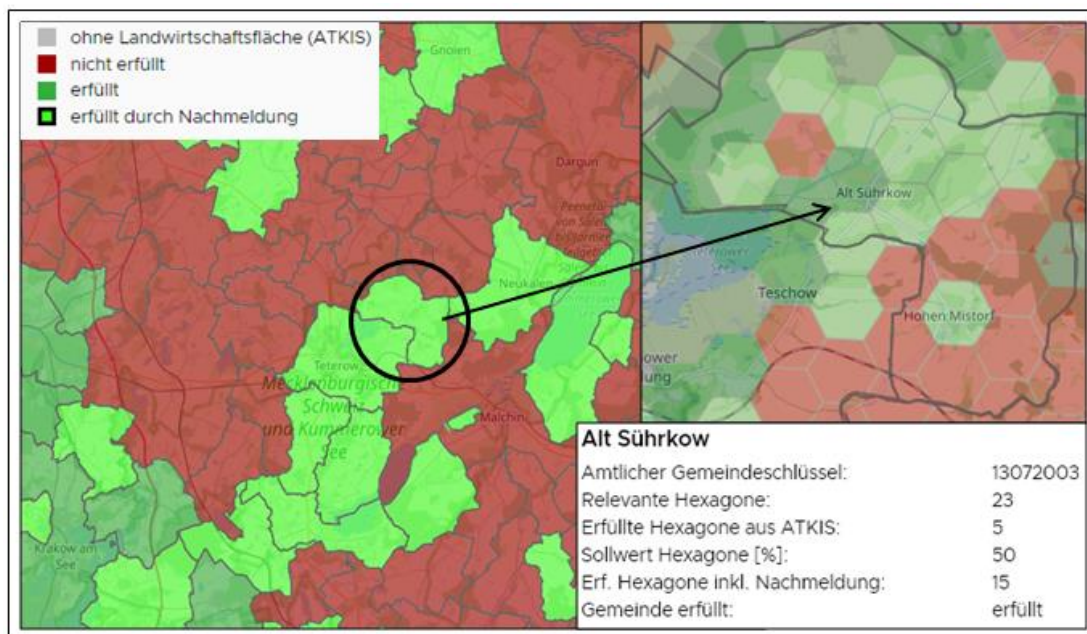 ohne Landwirtschaftsfläche (ATKIS)
nicht erfüllt
erfüllt
erfüllt durch Nachmeldung
Gnoien
Dargun
Neukalen
Teterow
Mecklenburgische
Schweiz
und Kummerower
See
Malchin
Krakow am
See
Alt Sührkow
Teterower
See
Teschow
Hohen Mistorf
Alt Sührkow
Amtlicher Gemeindeschlüssel: 13072003
Relevante Hexagone: 23
Erfüllte Hexagone aus ATKIS: 5
Sollwert Hexagone [%]: 50
Erf. Hexagone inkl. Nachmeldung: 15
Gemeinde erfüllt: erfüllt